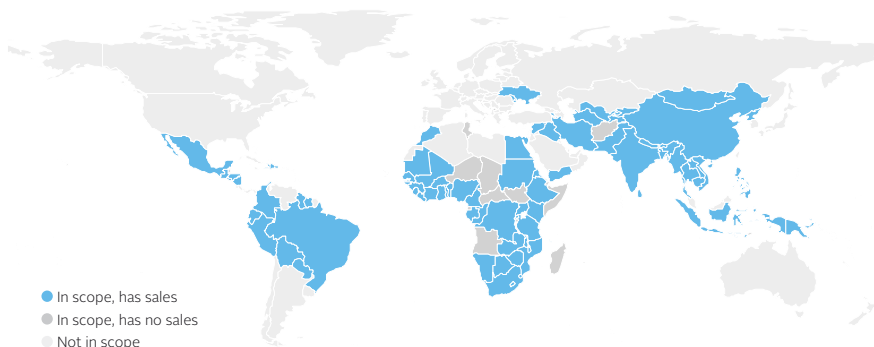 In scope, has sales
In scope, has no sales
Not in scope